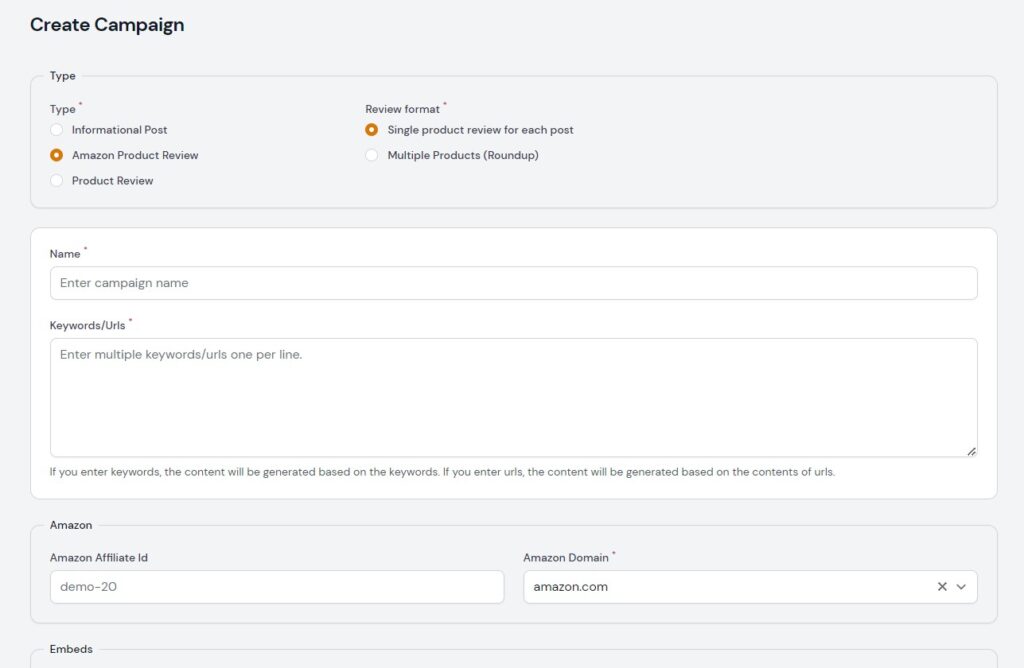 Create Campaign
Type
Type *
Review format *
Informational Post
Single product review for each post
Amazon Product Review
Multiple Products (Roundup)
Product Review
Name *
Enter campaign name
Keywords/Urls *
Enter multiple keywords/urls one per line.
If you enter keywords, the content will be generated based on the keywords. If you enter urls, the content will be generated based on the contents of urls.
Amazon
Amazon Affiliate Id
Amazon Domain *
demo-20
amazon.com
Embeds